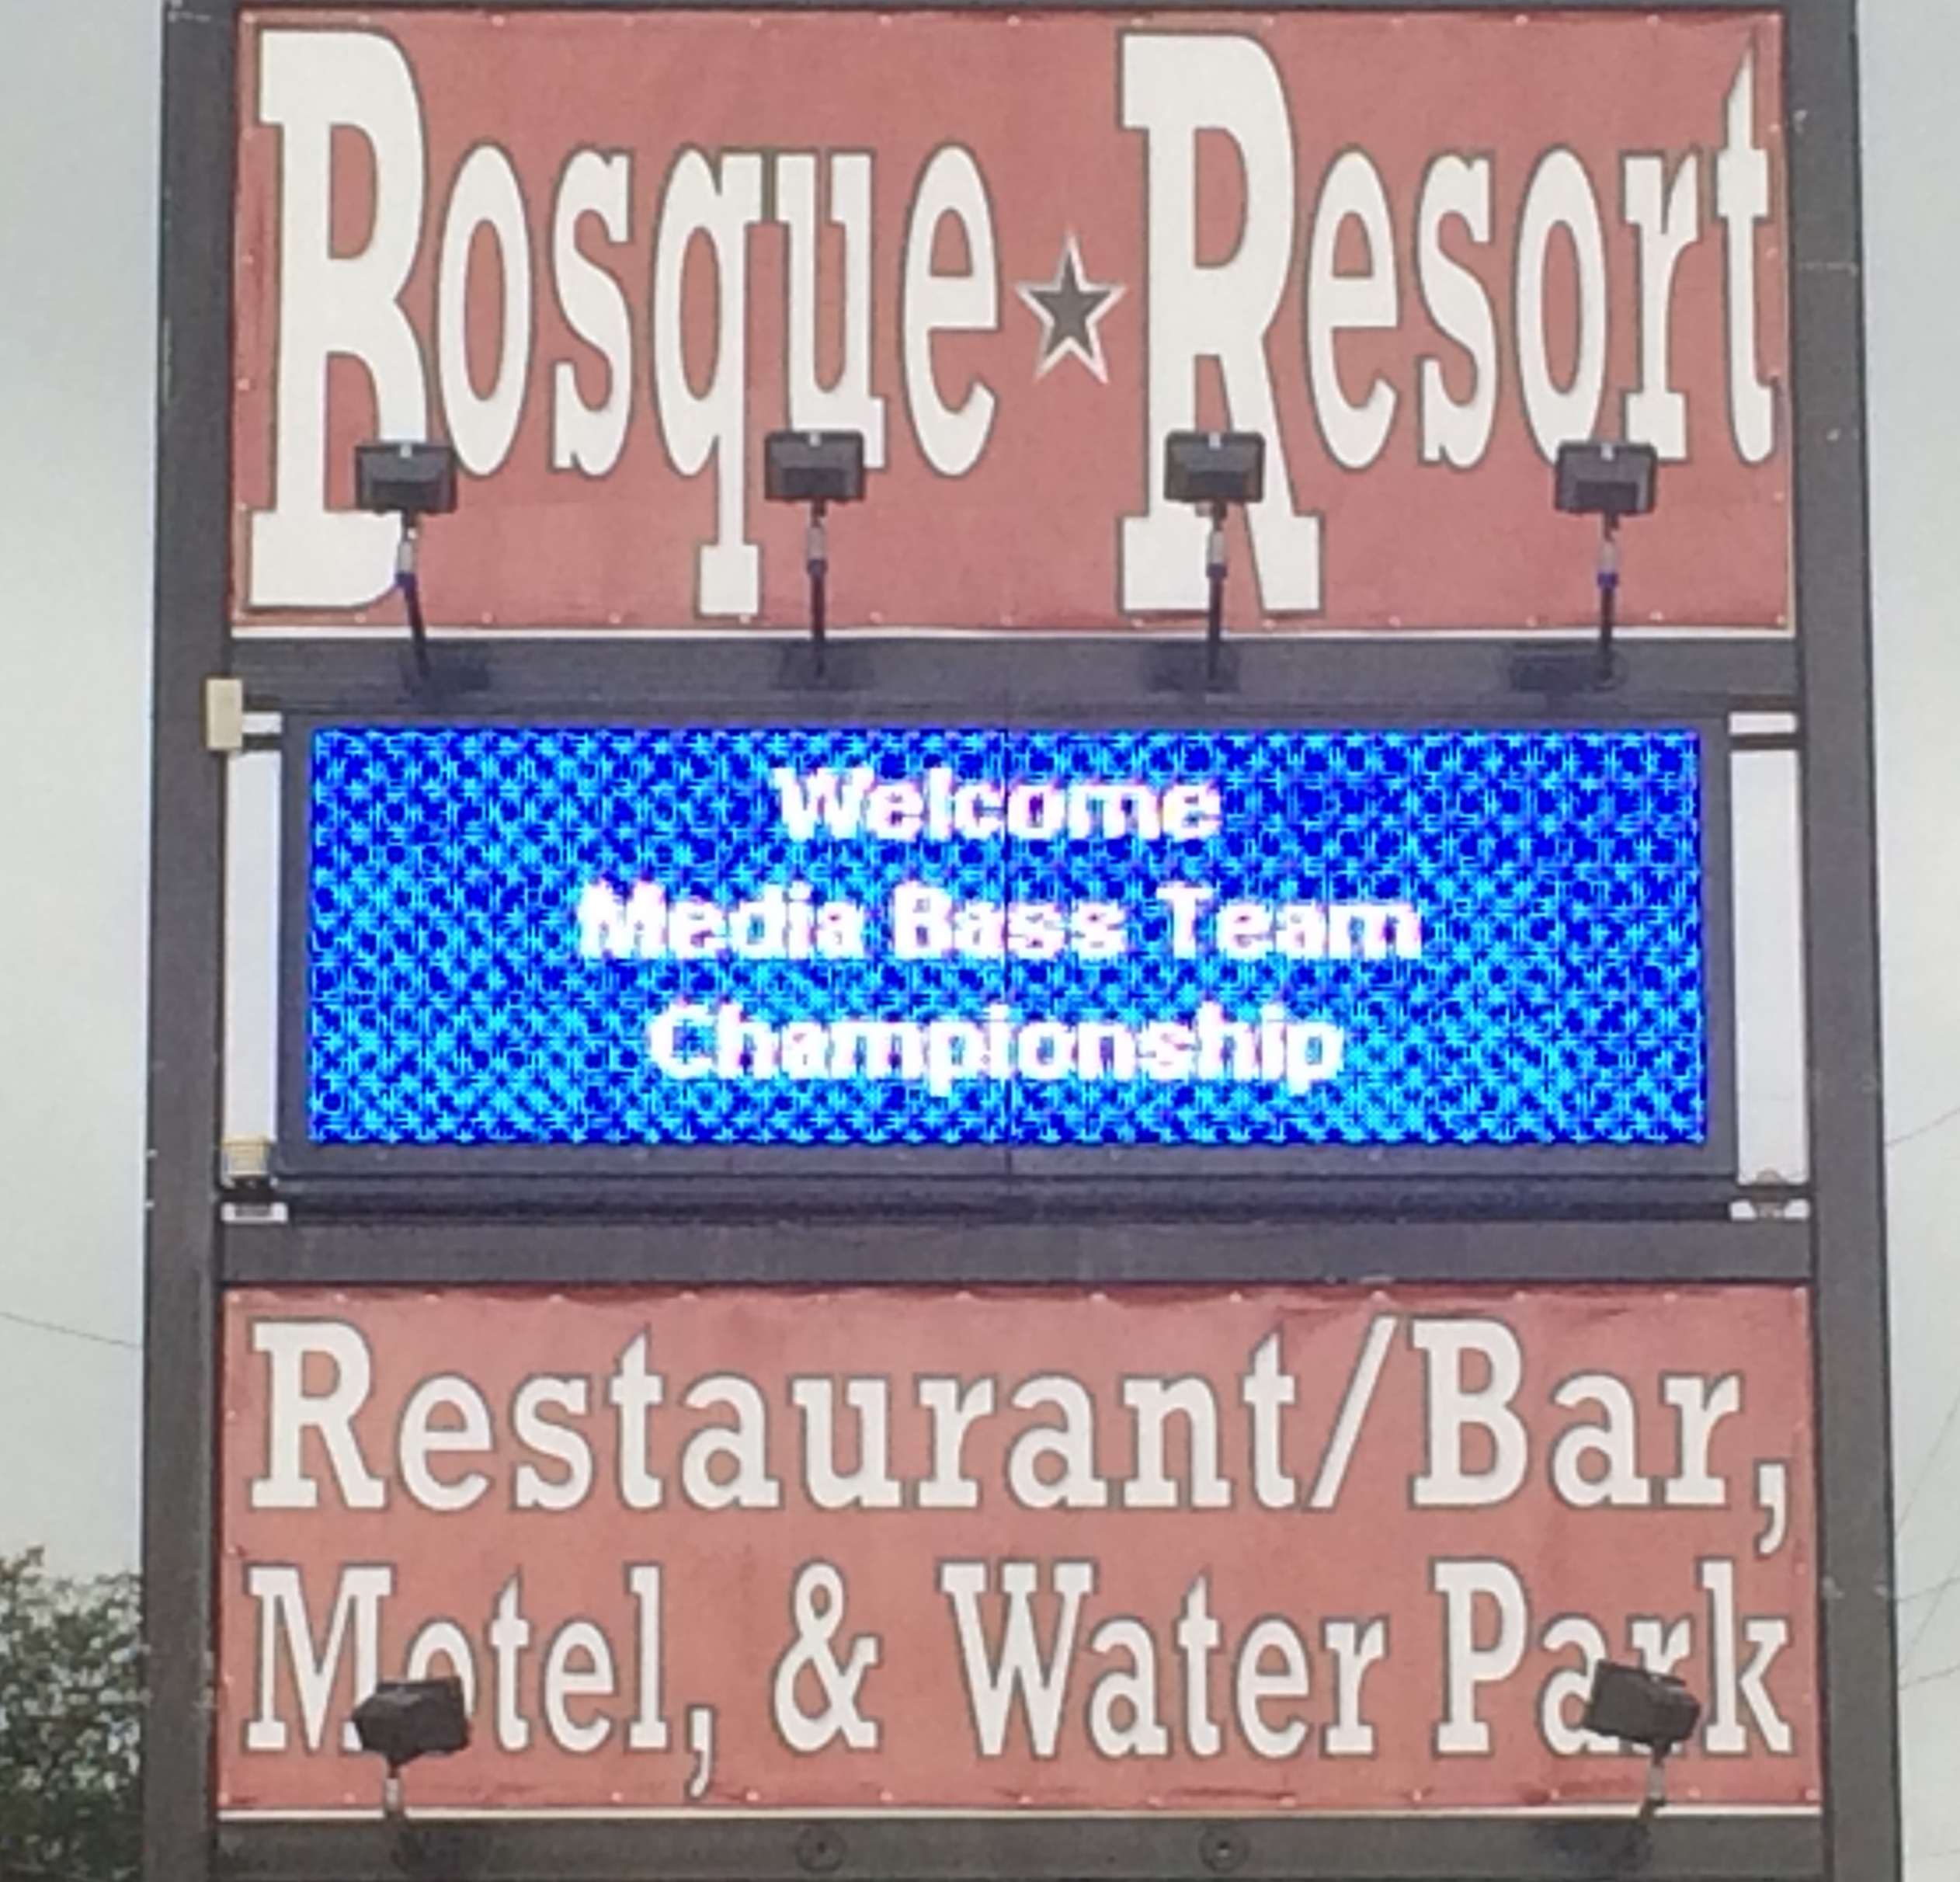 Bosque Resort
Welcome
Media Bass Team
Championship
Restaurant/Bar,
Motel, & Water Park